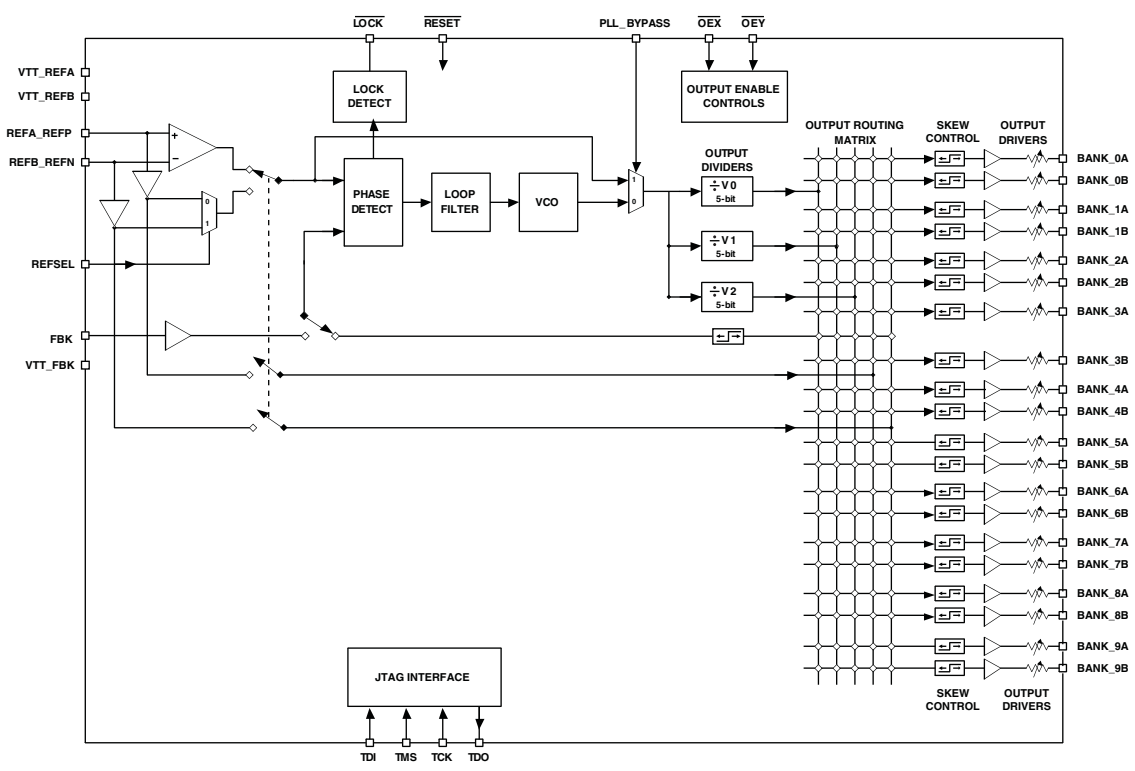 LOCK
RESET
PLL_BYPASS
OEX
OEY
VTT_REFA
VTT_REFB
REFA_REFP
REFB_REFN
REFSEL
FBK
VTT_FBK
+
–
0
1
LOCK
DETECT
PHASE
DETECT
LOOP
FILTER
VCO
1
0
OUTPUT ENABLE
CONTROLS
OUTPUT
DIVIDERS
÷V0
5-bit
÷V1
5-bit
÷V2
5-bit
OUTPUT ROUTING
MATRIX
SKEW
CONTROL
OUTPUT
DRIVERS
BANK_0A
BANK_0B
BANK_1A
BANK_1B
BANK_2A
BANK_2B
BANK_3A
BANK_3B
BANK_4A
BANK_4B
BANK_5A
BANK_5B
BANK_6A
BANK_6B
BANK_7A
BANK_7B
BANK_8A
BANK_8B
BANK_9A
BANK_9B
SKEW
CONTROL
OUTPUT
DRIVERS
JTAG INTERFACE
TDI
TMS
TCK
TDO